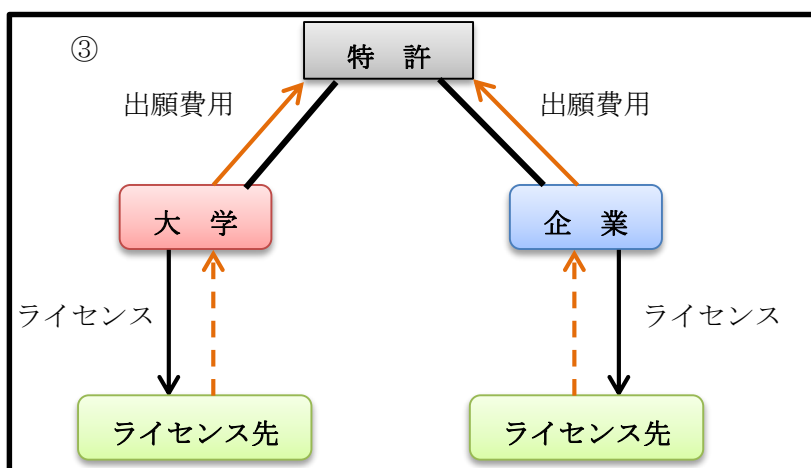 ③
特　許
出願費用
出願費用
大　学
企　業
ライセンス
ライセンス
ライセンス先
ライセンス先